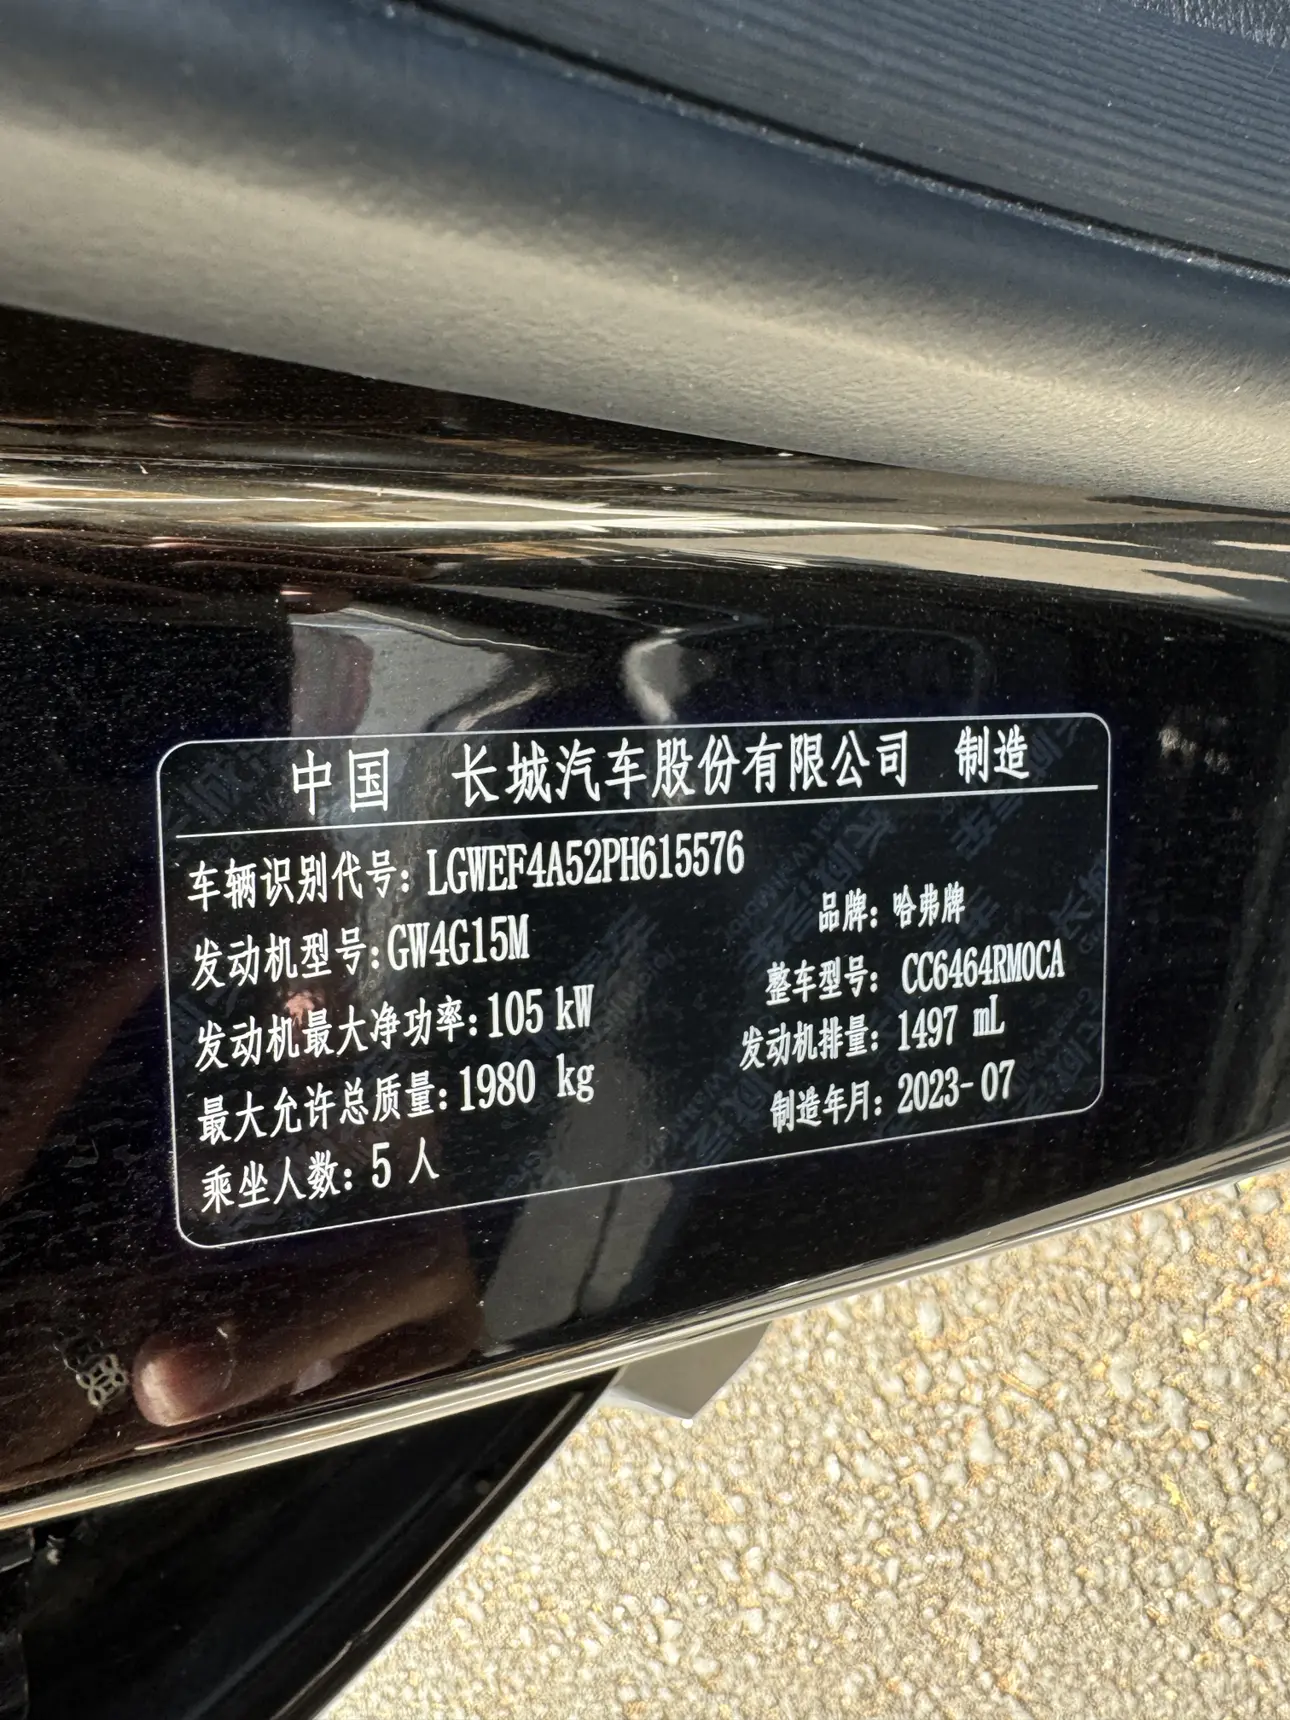 中国 长城汽车股份有限公司 制造
车辆识别代号: LGWEF4A52PH615576
品牌: 哈弗牌
发动机型号: GW4G15M
整车型号: CC6464RM0CA
发动机最大净功率: 105 kW
发动机排量: 1497 mL
最大允许总质量: 1980 kg
制造年月: 2023-07
乘坐人数: 5 人